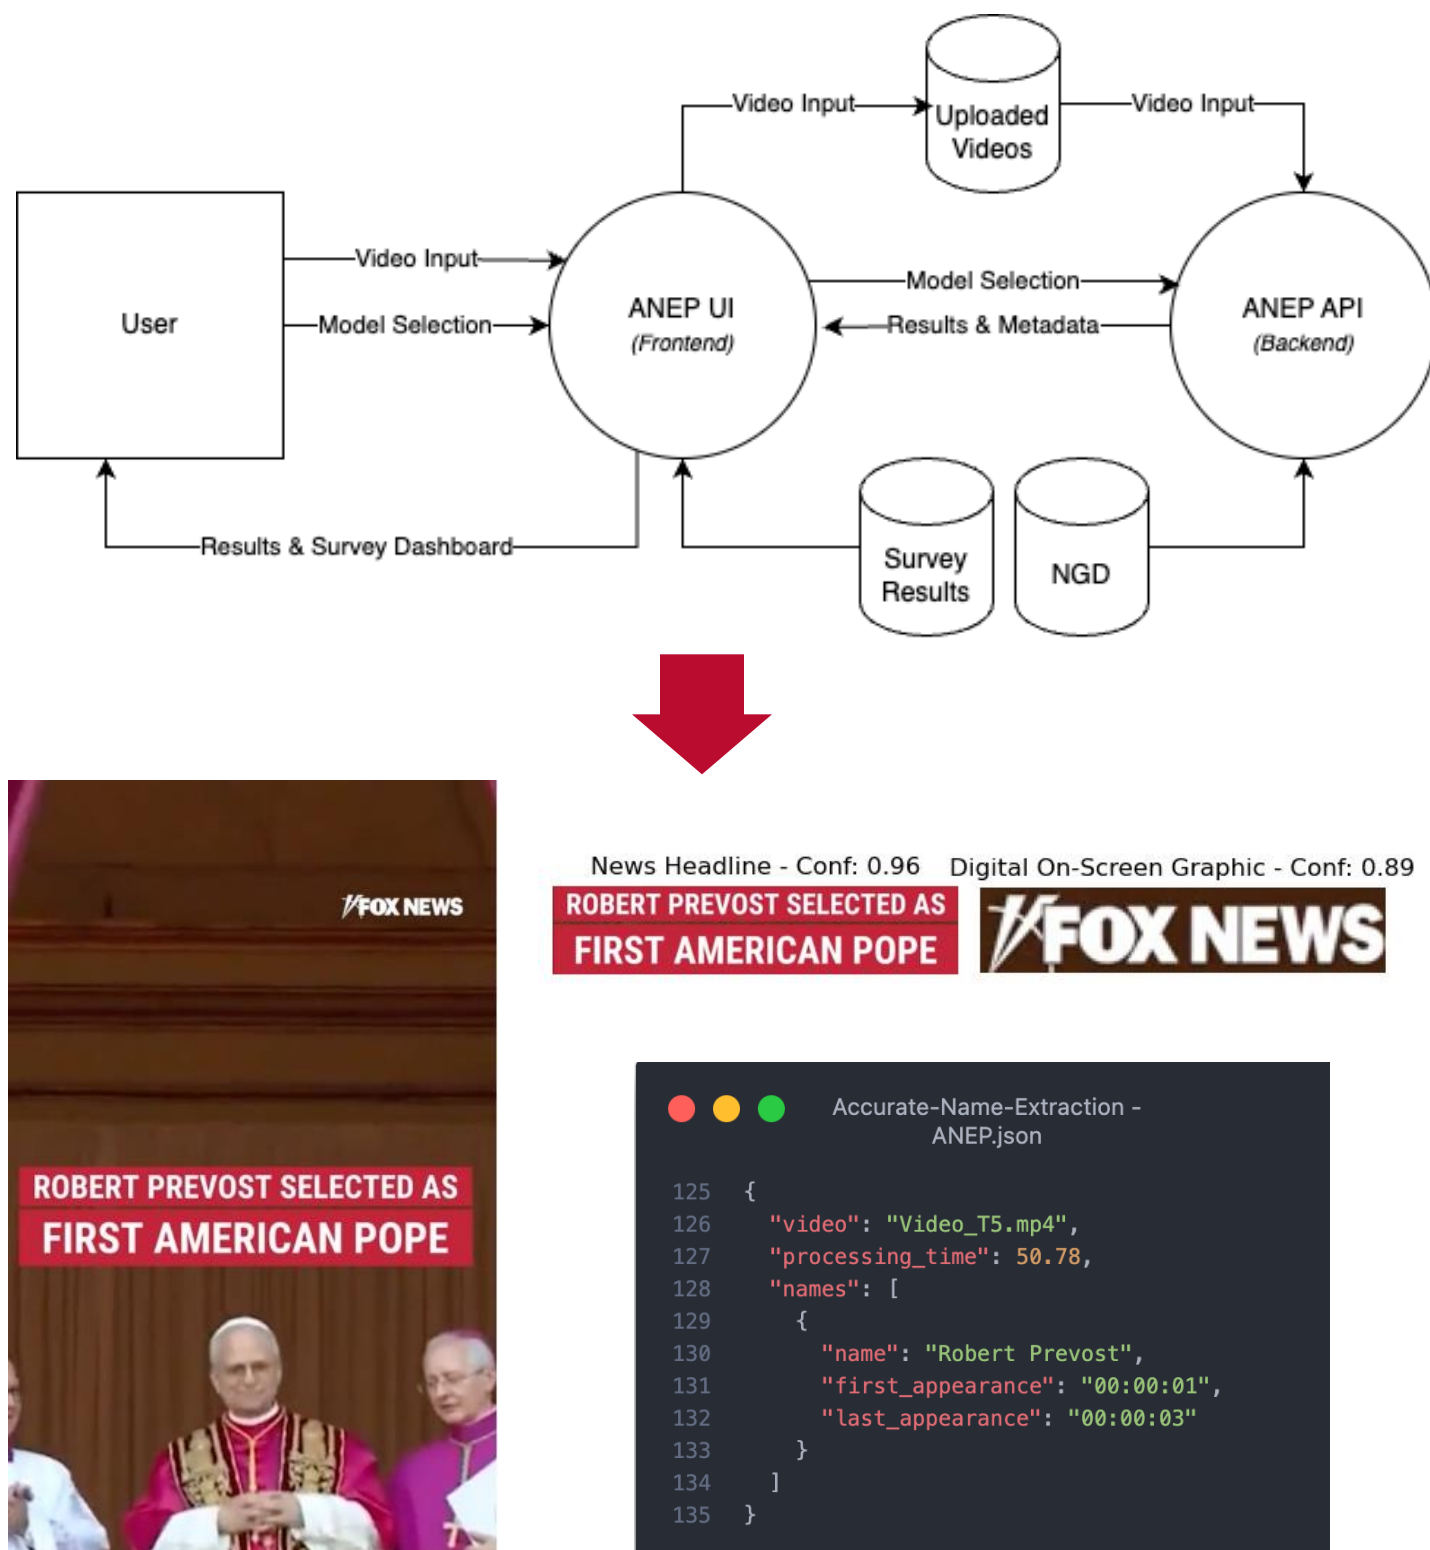 Video Input
Uploaded
Videos
Video Input
User
Video Input
Model Selection
ANEP UI
(Frontend)
Model Selection
Results & Metadata
ANEP API
(Backend)
Results & Survey Dashboard
Survey
Results
NGD
FOX NEWS
ROBERT PREVOST SELECTED AS
FIRST AMERICAN POPE
News Headline - Conf: 0.96
ROBERT PREVOST SELECTED AS
FIRST AMERICAN POPE
Digital On-Screen Graphic - Conf: 0.89
FOX NEWS
Accurate-Name-Extraction -
ANEP.json
125 {
126 "video": "Video_T5.mp4",
127 "processing_time": 50.78,
128 "names": [
129 {
130 "name": "Robert Prevost",
131 "first_appearance": "00:00:01",
132 "last_appearance": "00:00:03"
133 }
134 ]
135 }